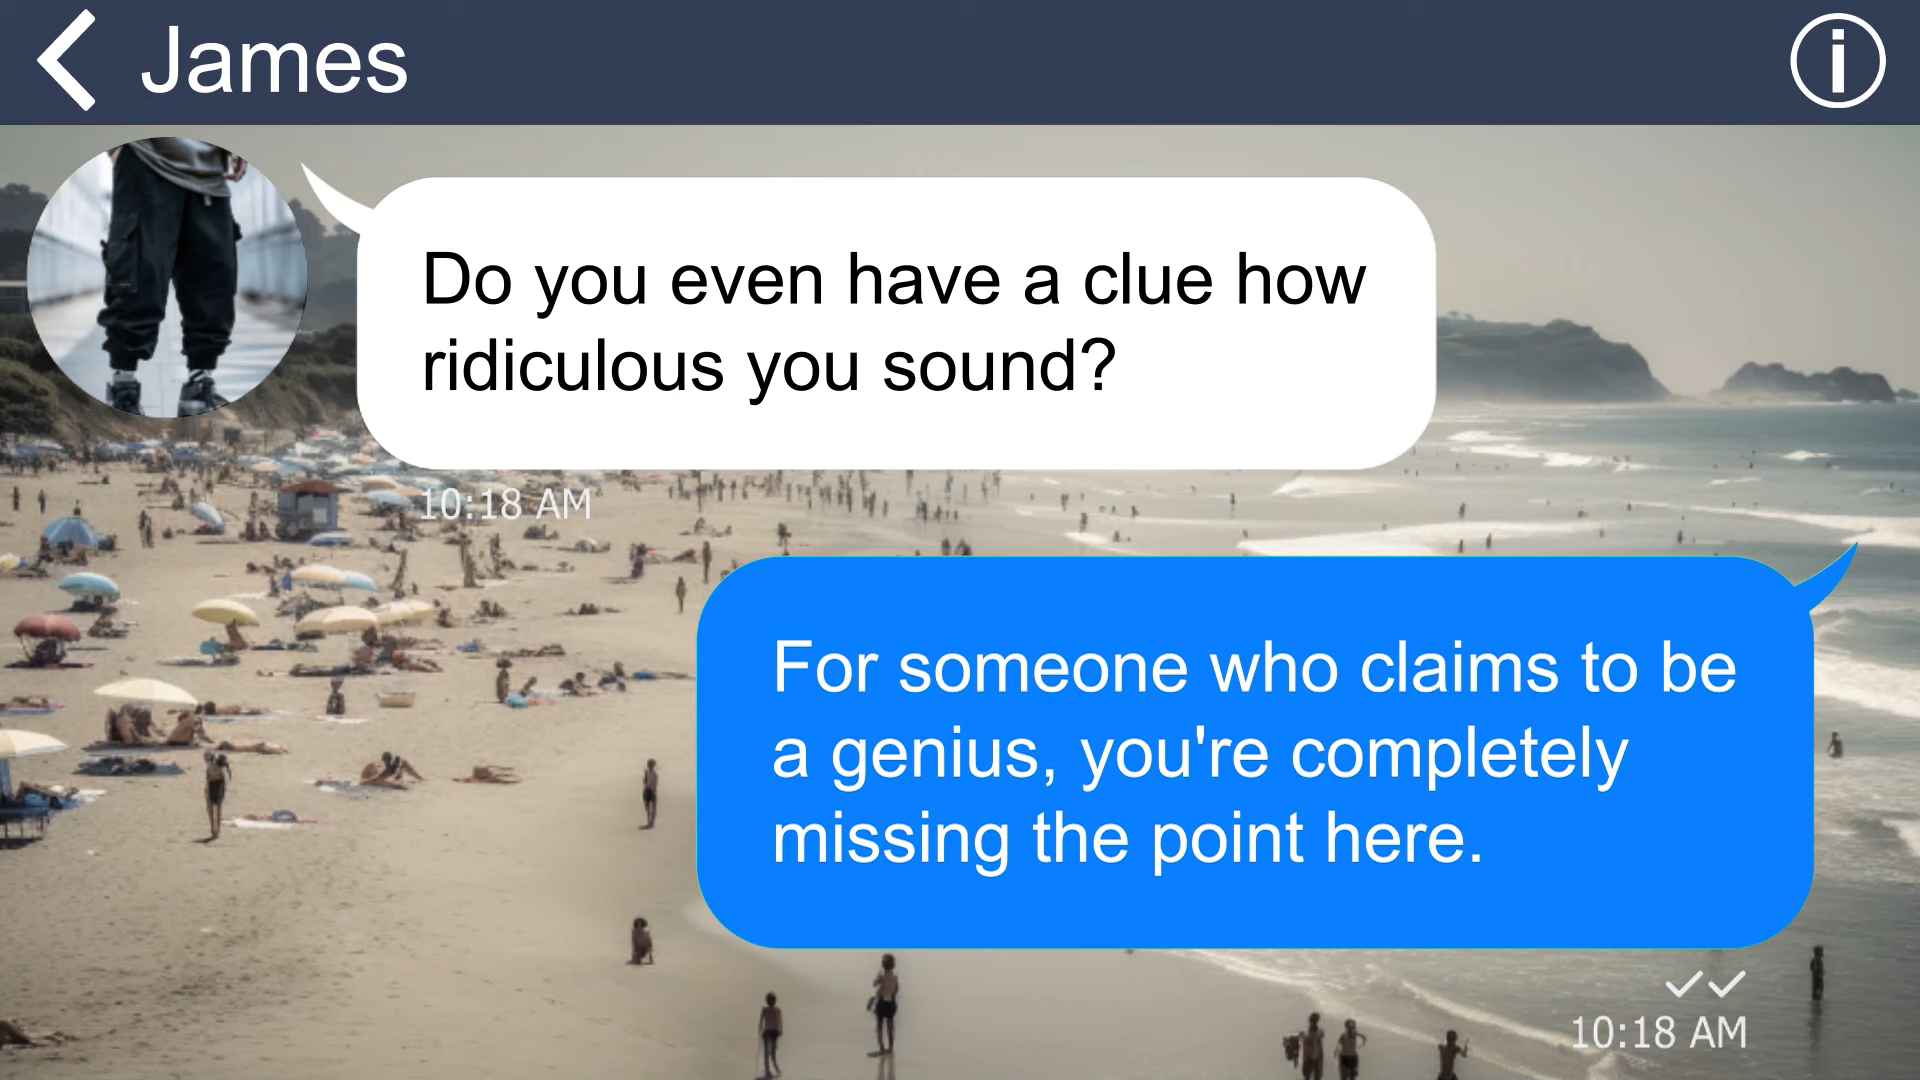 James
Do you even have a clue how
ridiculous you sound?
10:18 AM
For someone who claims to be
a genius, you're completely
missing the point here.
10:18 AM